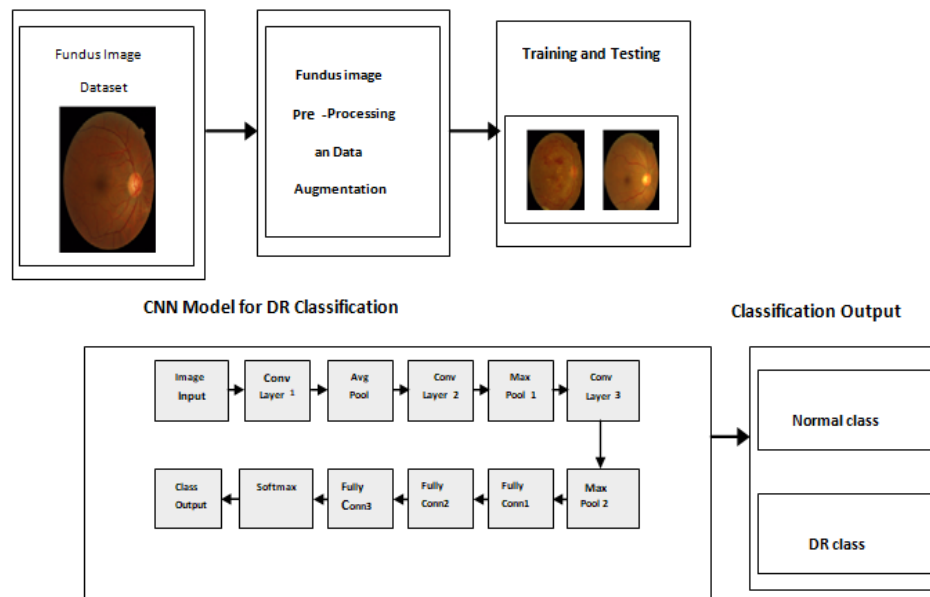 Fundus Image
Dataset
Fundus image
Pre -Processing
an Data
Augmentation
Training and Testing
CNN Model for DR Classification
Classification Output
Image
Input
Conv
Layer 1
Avg
Pool
Conv
Layer 2
Max
Pool 1
Conv
Layer 3
Class
Output
Softmax
Fully
Conn3
Fully
Conn2
Fully
Conn1
Max
Pool 2
Normal class
DR class